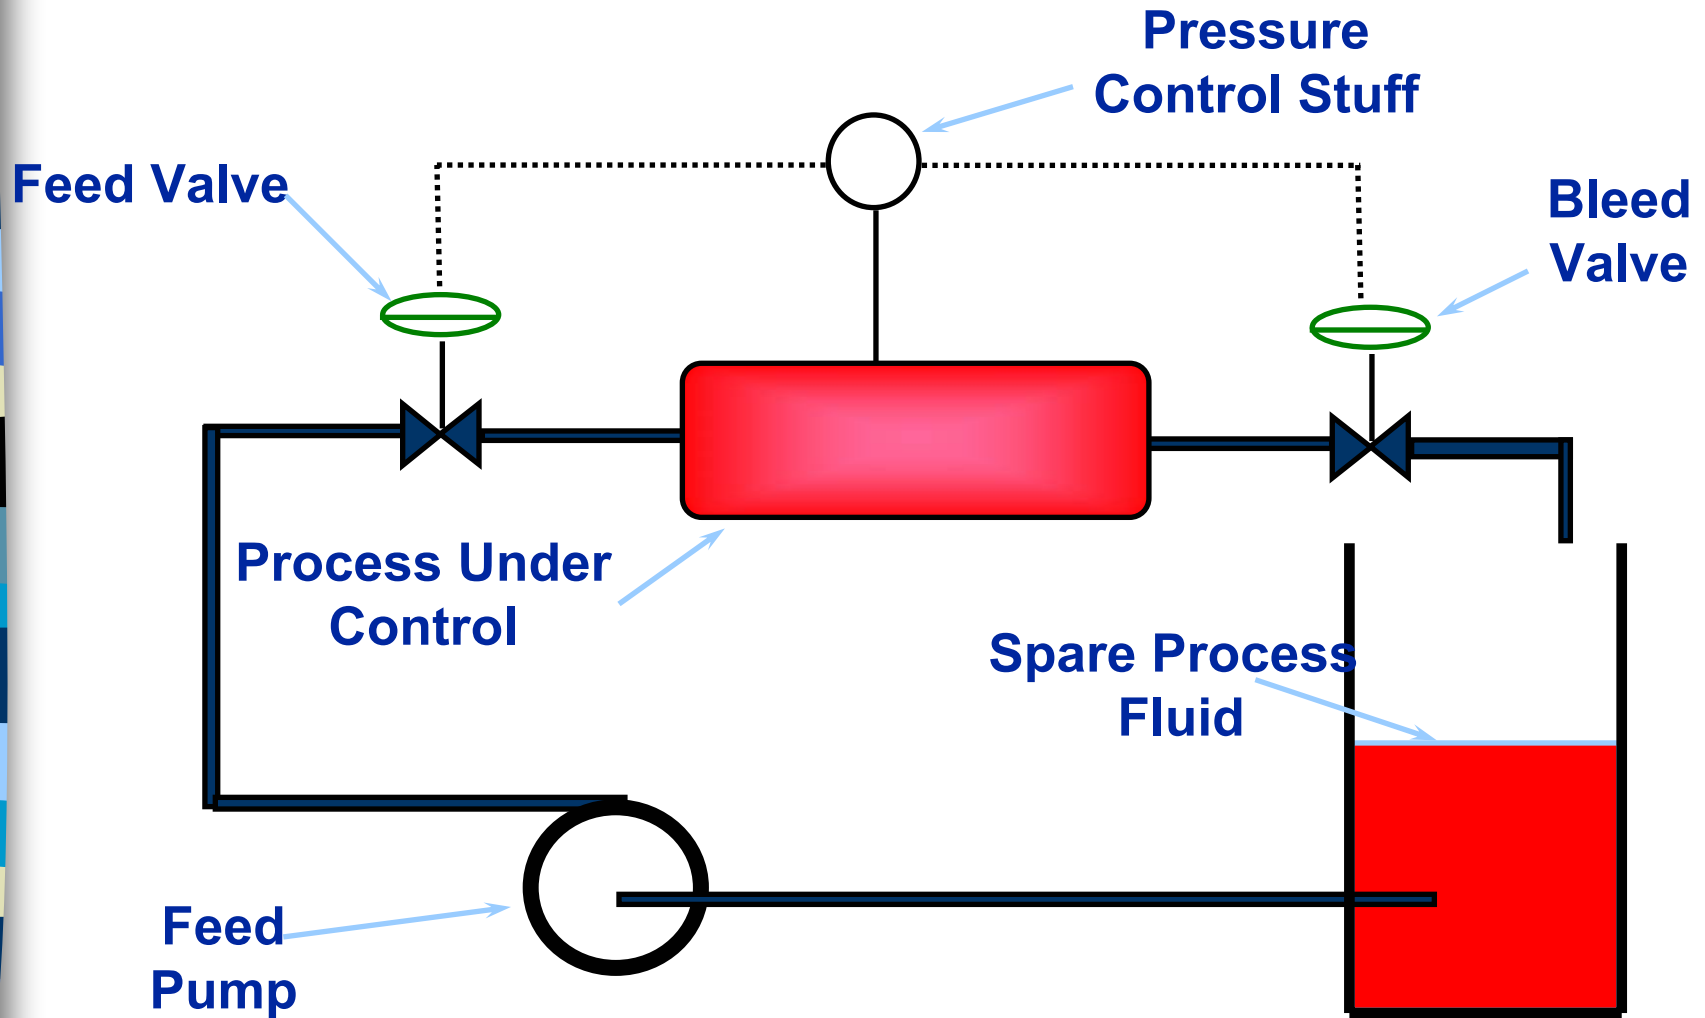 Pressure
Control Stuff
Feed Valve
Bleed
Valve
Process Under
Control
Spare Process
Fluid
Feed
Pump